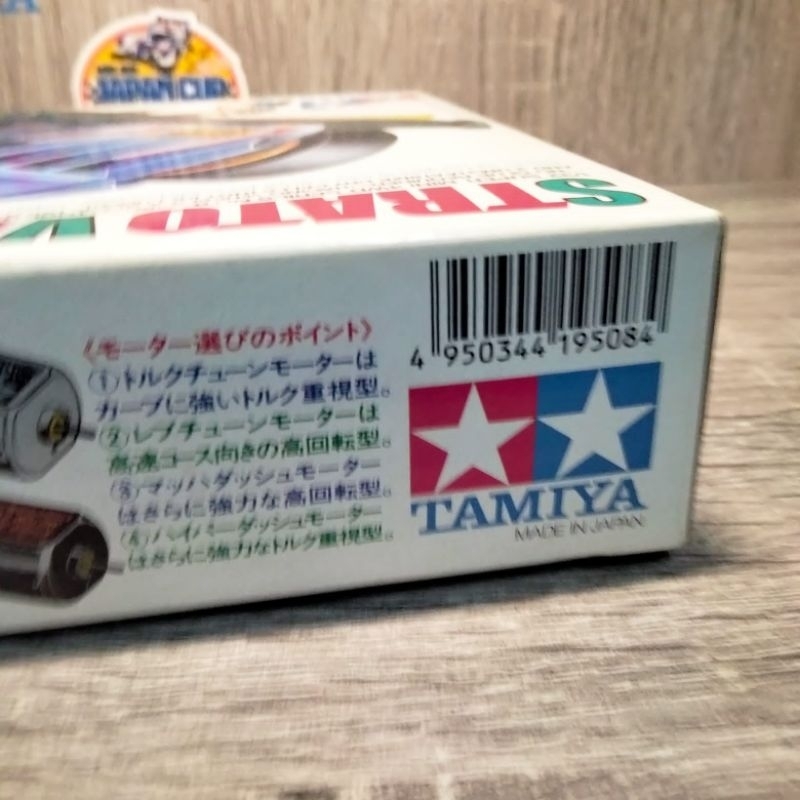 JAPAN CUP
STRATO V
4 950344 195084
《モーター選びのポイント》
(1)トルクチューンモーターは
カーブに強いトルク重視型。
(2)レブチューンモーターは
高速コース向きの高回転型。
(3)マッハダッシュモーター
はさらに強力な高回転型。
(4)ハイパーダッシュモーター
はさらに強力なトルク重視型。
TAMIYA
MADE IN JAPAN